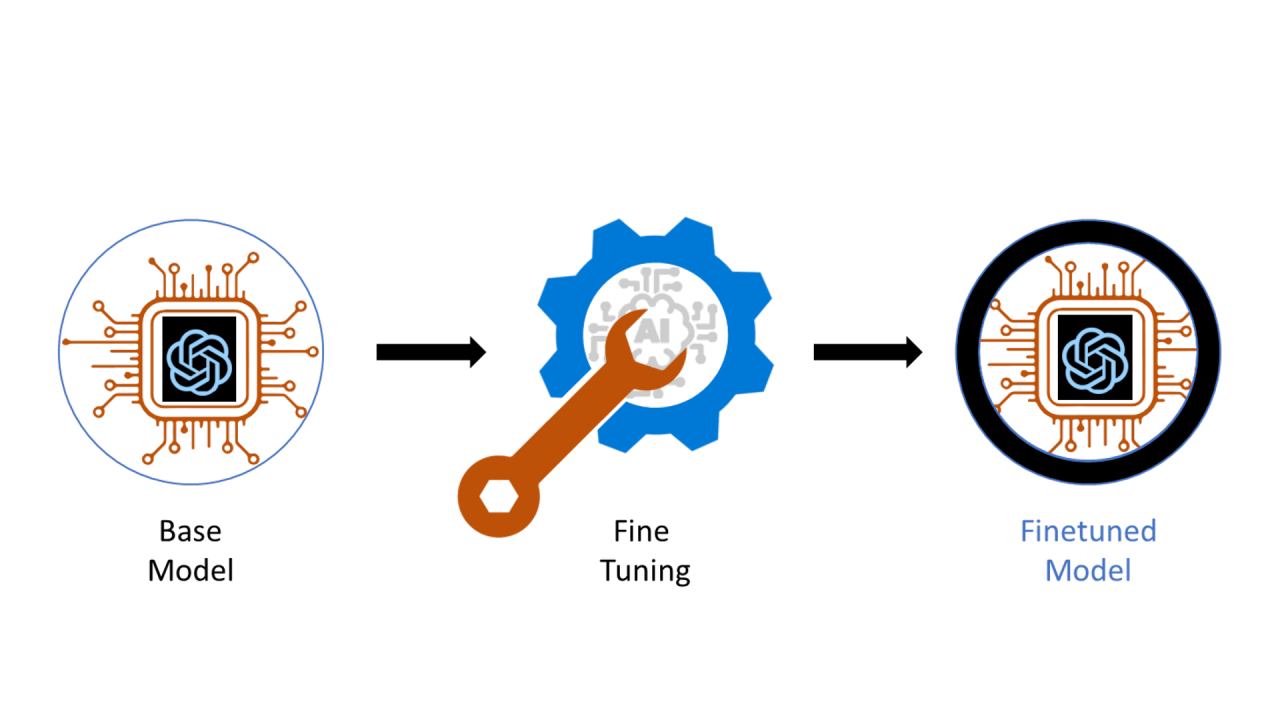 AI
Base
Model
Fine
Tuning
Finetuned
Model